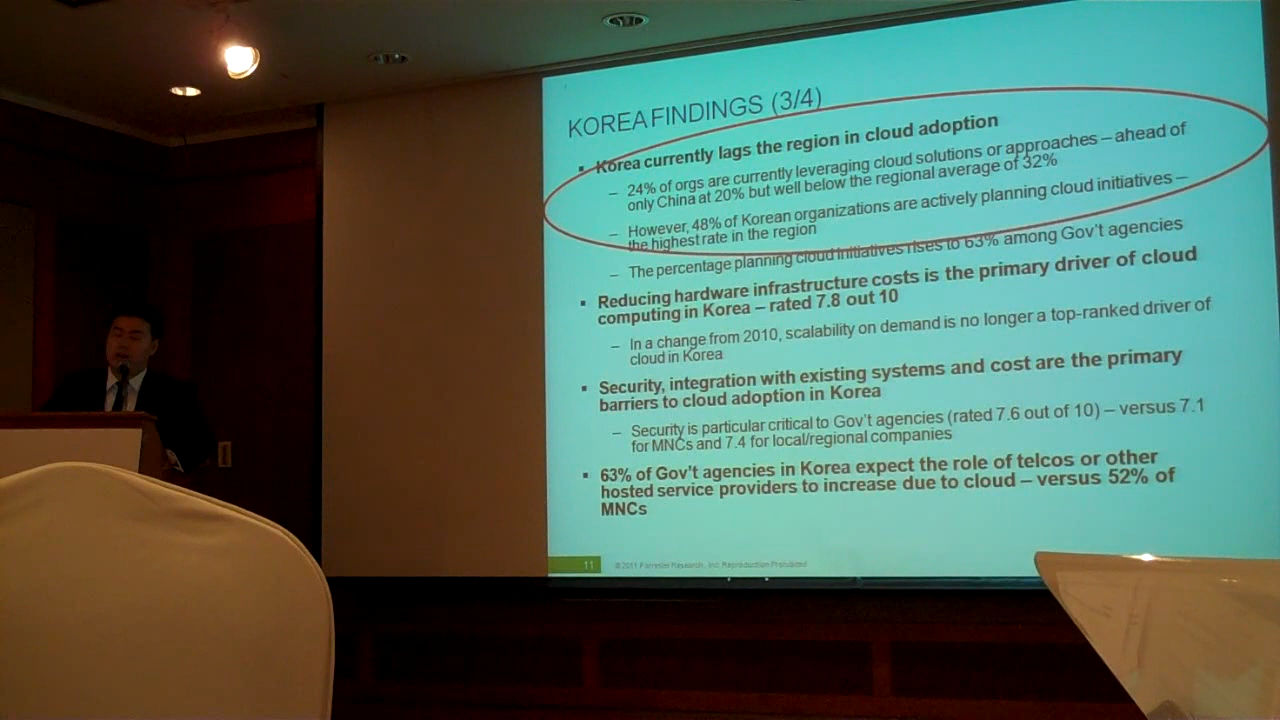 KOREA FINDINGS (3/4)
▪ Korea currently lags the region in cloud adoption
– 24% of orgs are currently leveraging cloud solutions or approaches – ahead of
only China at 20% but well below the regional average of 32%
– However, 48% of Korean organizations are actively planning cloud initiatives –
the highest rate in the region
– The percentage planning cloud initiatives rises to 63% among Gov't agencies
▪ Reducing hardware infrastructure costs is the primary driver of cloud
computing in Korea – rated 7.8 out 10
– In a change from 2010, scalability on demand is no longer a top-ranked driver of
cloud in Korea
▪ Security, integration with existing systems and cost are the primary
barriers to cloud adoption in Korea
– Security is particular critical to Gov't agencies (rated 7.6 out of 10) – versus 7.1
for MNCs and 7.4 for local/regional companies
▪ 63% of Gov't agencies in Korea expect the role of telcos or other
hosted service providers to increase due to cloud – versus 52% of
MNCs
11 © 2011 Forrester Research, Inc. Reproduction Prohibited